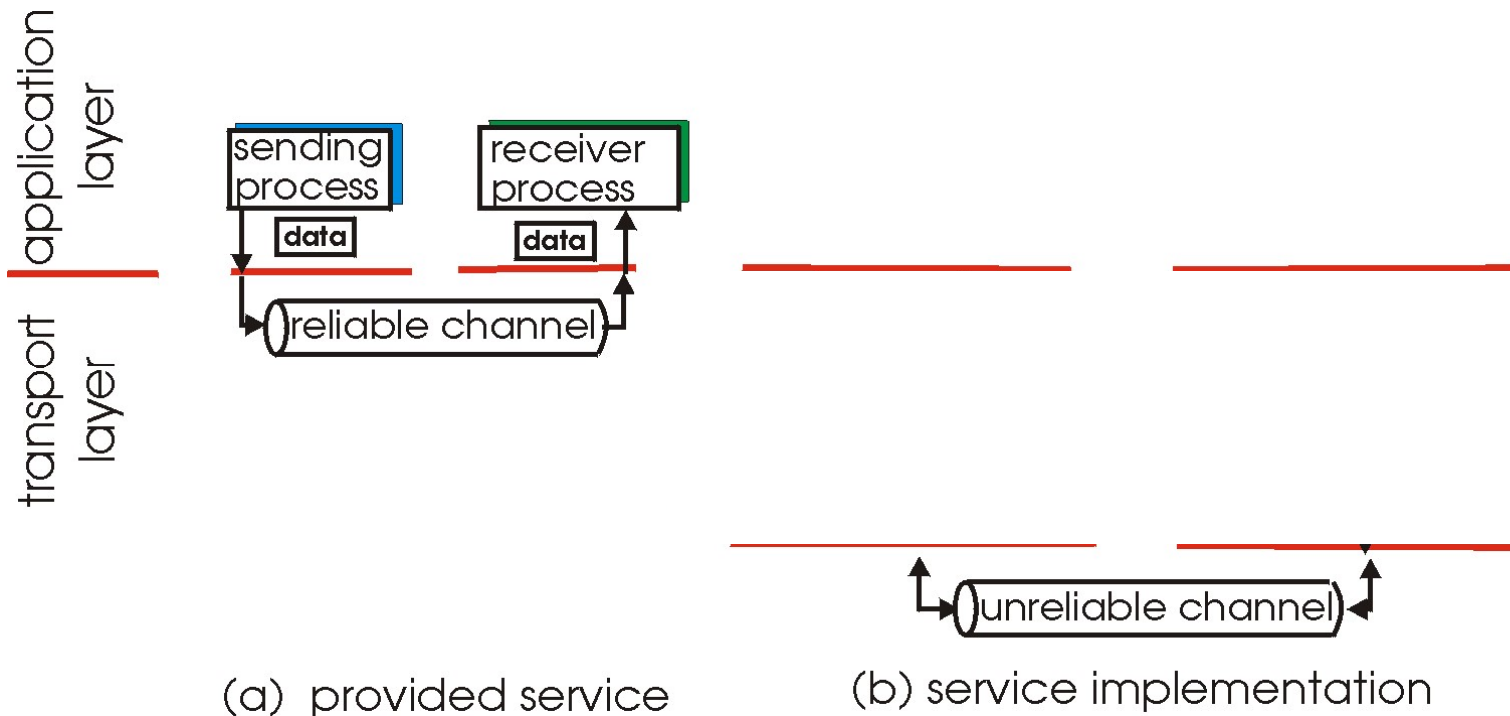 application
layer
transport
layer
sending
process
receiver
process
data
data
reliable channel
unreliable channel
(a) provided service
(b) service implementation